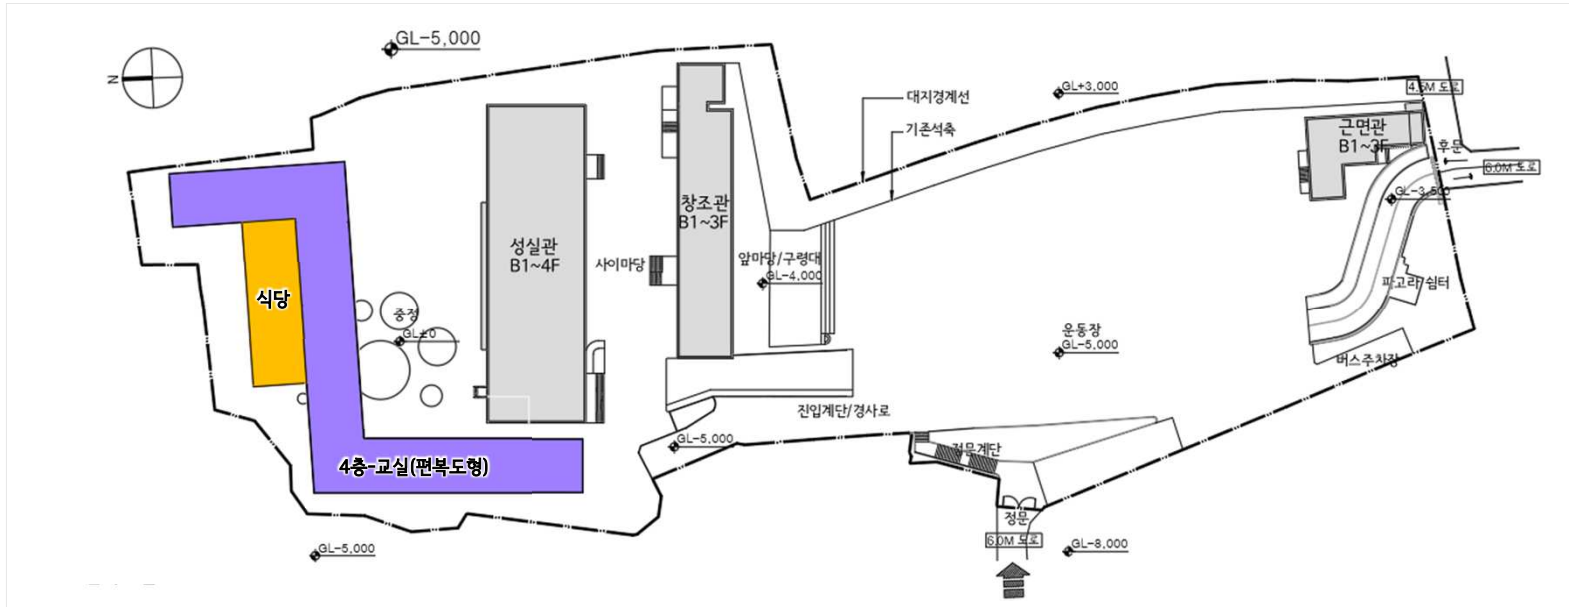 GL-5,000
N
대지경계선
기존석축
GL+3,000
4.5M 도로
근면관
B1~3F
후문
6.0M 도로
GL-3,500
창조관
B1~3F
성실관
B1~4F
사이마당
앞마당/구령대
GL-4,000
식당
중정
GL±0
파고라 쉼터
운동장
GL-5,000
버스주차장
진입계단/경사로
GL-5,000
정문계단
4층-교실(편복도형)
정문
6.0M 도로
GL-5,000
GL-8,000